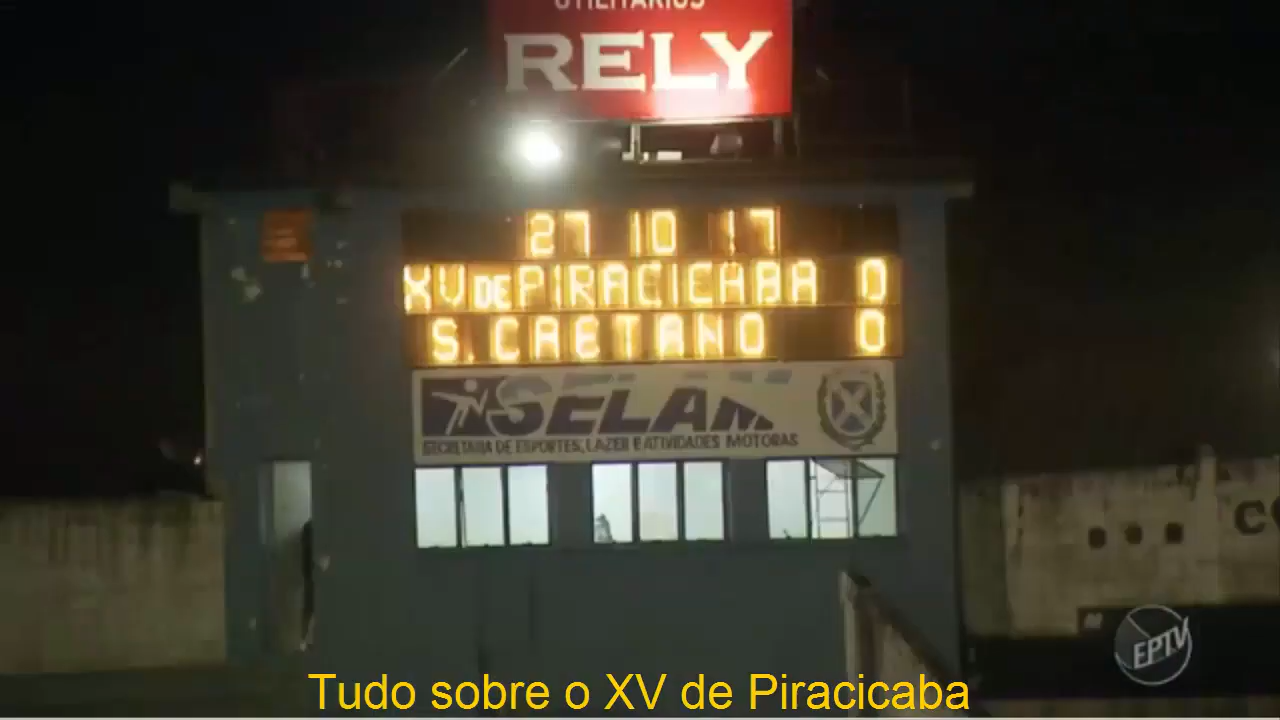 UTILITÁRIOS
RELY
27 10 17
XV DE PIRACICABA 0
S. CAETANO 0
SELAM
SECRETARIA DE ESPORTES, LAZER E ATIVIDADES MOTORAS
X
EPTV
Tudo sobre o XV de Piracicaba